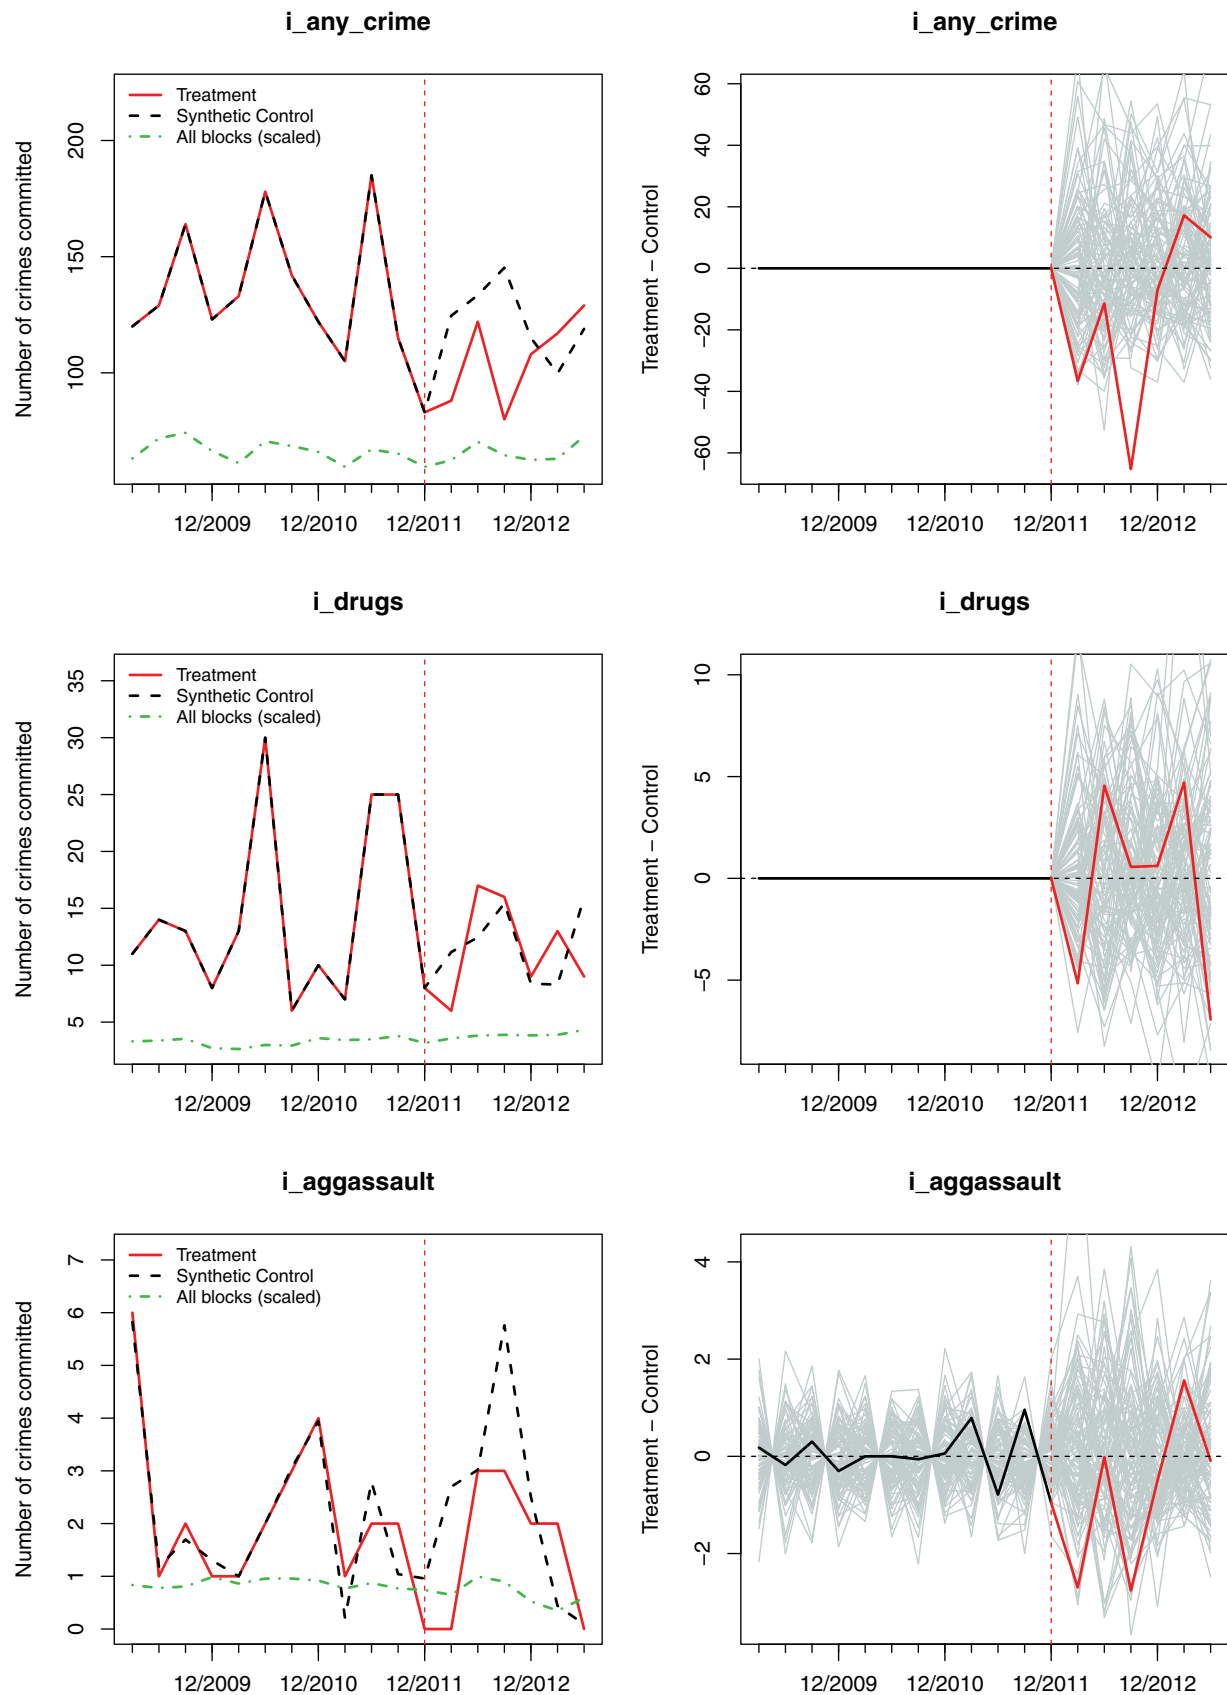 i_any_crime
Number of crimes committed
200
150
100
Treatment
Synthetic Control
All blocks (scaled)
12/2009 12/2010 12/2011 12/2012
i_any_crime
Treatment − Control
60
40
20
0
−20
−40
−60
12/2009 12/2010 12/2011 12/2012
i_drugs
Number of crimes committed
35
30
25
20
15
10
5
Treatment
Synthetic Control
All blocks (scaled)
12/2009 12/2010 12/2011 12/2012
i_drugs
Treatment − Control
10
5
0
−5
12/2009 12/2010 12/2011 12/2012
i_aggassault
Number of crimes committed
7
6
5
4
3
2
1
0
Treatment
Synthetic Control
All blocks (scaled)
12/2009 12/2010 12/2011 12/2012
i_aggassault
Treatment − Control
4
2
0
−2
12/2009 12/2010 12/2011 12/2012